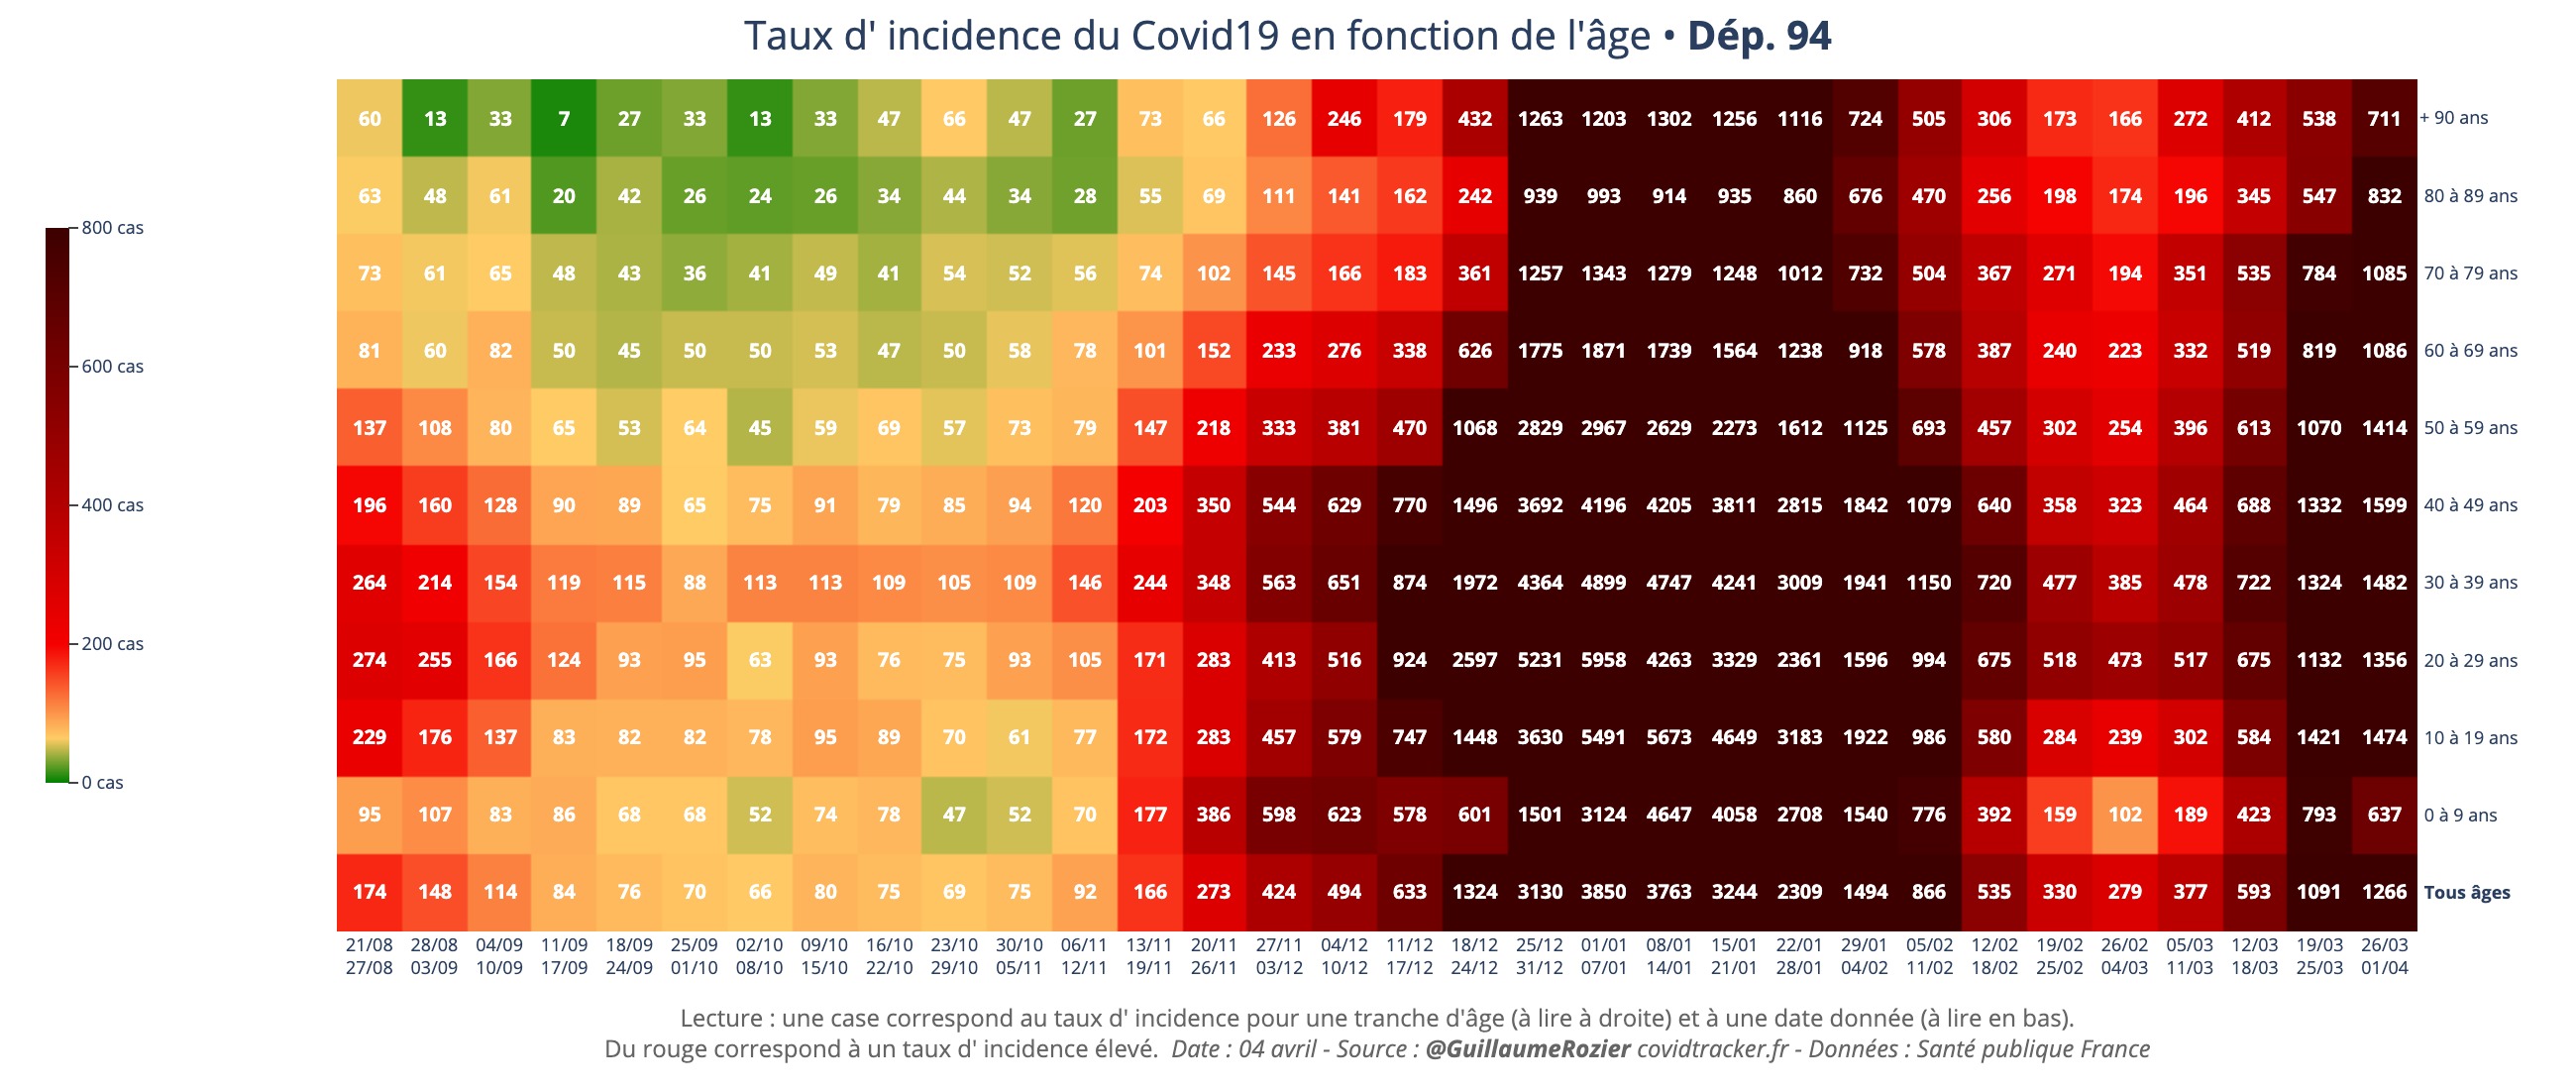 Taux d' incidence du Covid19 en fonction de l'âge • Dép. 94
800 cas
600 cas
400 cas
200 cas
0 cas
60 13 33 7 27 33 13 33 47 66 47 27 73 66 126 246 179 432 1263 1203 1302 1256 1116 724 505 306 173 166 272 412 538 711 + 90 ans
63 48 61 20 42 26 24 26 34 44 34 28 55 69 111 141 162 242 939 993 914 935 860 676 470 256 198 174 196 345 547 832 80 à 89 ans
73 61 65 48 43 36 41 49 41 54 52 56 74 102 145 166 183 361 1257 1343 1279 1248 1012 732 504 367 271 194 351 535 784 1085 70 à 79 ans
81 60 82 50 45 50 50 53 47 50 58 78 101 152 233 276 338 626 1775 1871 1739 1564 1238 918 578 387 240 223 332 519 819 1086 60 à 69 ans
137 108 80 65 53 64 45 59 69 57 73 79 147 218 333 381 470 1068 2829 2967 2629 2273 1612 1125 693 457 302 254 396 613 1070 1414 50 à 59 ans
196 160 128 90 89 65 75 91 79 85 94 120 203 350 544 629 770 1496 3692 4196 4205 3811 2815 1842 1079 640 358 323 464 688 1332 1599 40 à 49 ans
264 214 154 119 115 88 113 113 109 105 109 146 244 348 563 651 874 1972 4364 4899 4747 4241 3009 1941 1150 720 477 385 478 722 1324 1482 30 à 39 ans
274 255 166 124 93 95 63 93 76 75 93 105 171 283 413 516 924 2597 5231 5958 4263 3329 2361 1596 994 675 518 473 517 675 1132 1356 20 à 29 ans
229 176 137 83 82 82 78 95 89 70 61 77 172 283 457 579 747 1448 3630 5491 5673 4649 3183 1922 986 580 284 239 302 584 1421 1474 10 à 19 ans
95 107 83 86 68 68 52 74 78 47 52 70 177 386 598 623 578 601 1501 3124 4647 4058 2708 1540 776 392 159 102 189 423 793 637 0 à 9 ans
174 148 114 84 76 70 66 80 75 69 75 92 166 273 424 494 633 1324 3130 3850 3763 3244 2309 1494 866 535 330 279 377 593 1091 1266 Tous âges
21/08 28/08 04/09 11/09 18/09 25/09 02/10 09/10 16/10 23/10 30/10 06/11 13/11 20/11 27/11 04/12 11/12 18/12 25/12 01/01 08/01 15/01 22/01 29/01 05/02 12/02 19/02 26/02 05/03 12/03 19/03 26/03
27/08 03/09 10/09 17/09 24/09 01/10 08/10 15/10 22/10 29/10 05/11 12/11 19/11 26/11 03/12 10/12 17/12 24/12 31/12 07/01 14/01 21/01 28/01 04/02 11/02 18/02 25/02 04/03 11/03 18/03 25/03 01/04
Lecture : une case correspond au taux d' incidence pour une tranche d'âge (à lire à droite) et à une date donnée (à lire en bas).
Du rouge correspond à un taux d' incidence élevé. Date : 04 avril - Source : @GuillaumeRozier covidtracker.fr - Données : Santé publique France